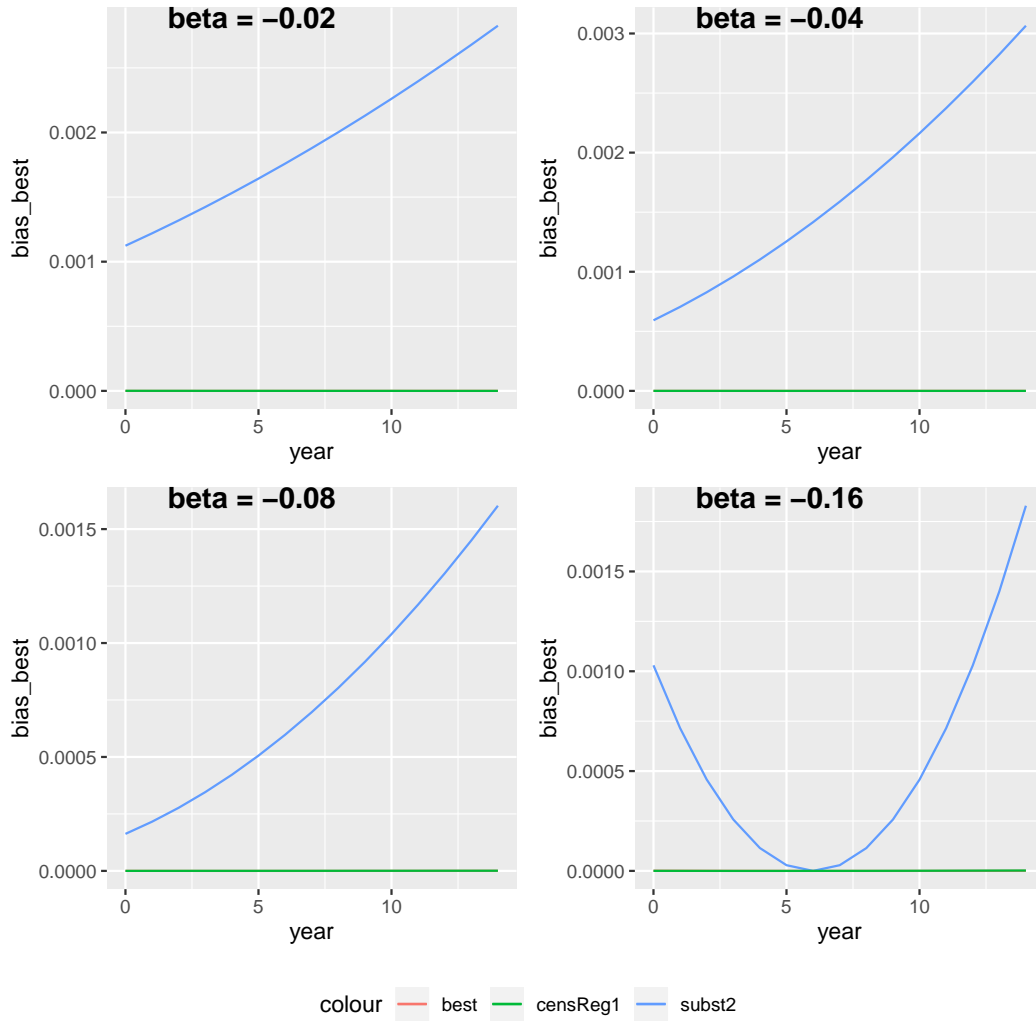 beta = −0.02
bias_best
0.002
0.001
0.000
0
5
10
year
beta = −0.04
bias_best
0.003
0.002
0.001
0.000
0
5
10
year
beta = −0.08
bias_best
0.0015
0.0010
0.0005
0.0000
0
5
10
year
beta = −0.16
bias_best
0.0015
0.0010
0.0005
0.0000
0
5
10
year
colour best censReg1 subst2